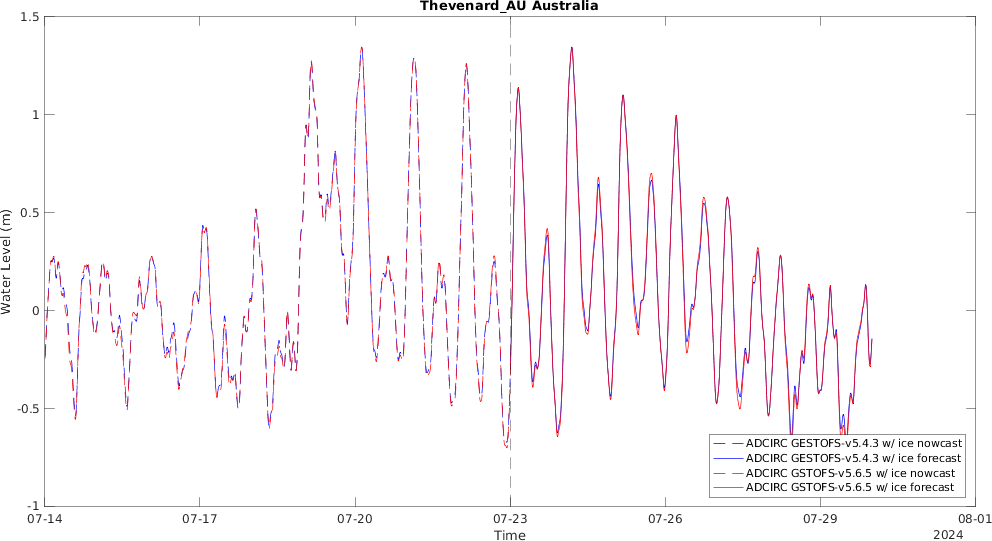 Thevenard_AU Australia
1.5
1
0.5
0
-0.5
-1
Water Level (m)
07-14
07-17
07-20
07-23
07-26
07-29
08-01
Time
2024
ADCIRC GESTOFS-v5.4.3 w/ ice nowcast
ADCIRC GESTOFS-v5.4.3 w/ ice forecast
ADCIRC GSTOFS-v5.6.5 w/ ice nowcast
ADCIRC GSTOFS-v5.6.5 w/ ice forecast